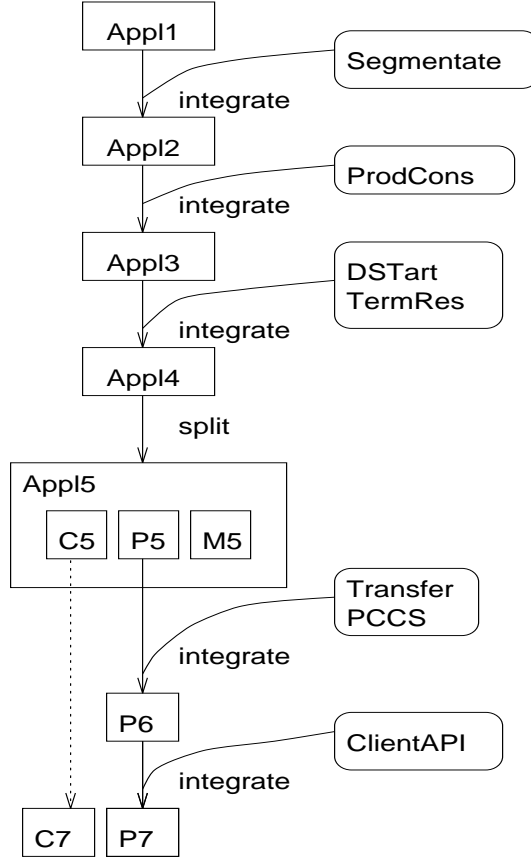 Appl1
Segmentate
integrate
Appl2
ProdCons
integrate
Appl3
DSTart
TermRes
integrate
Appl4
split
Appl5
C5 P5 M5
Transfer
PCCS
integrate
P6
ClientAPI
integrate
C7 P7